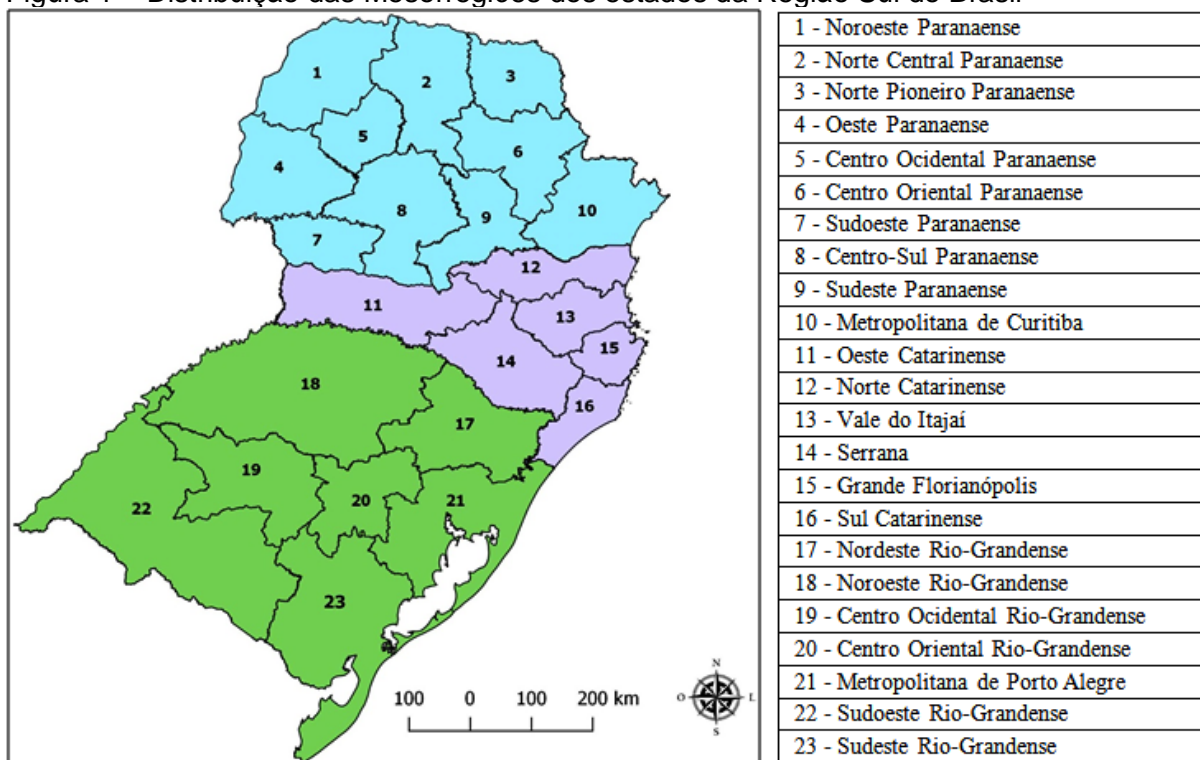 Figura 1 – Distribuição das Mesorregiões dos estados da Região Sul do Brasil
1 - Noroeste Paranaense
2 - Norte Central Paranaense
3 - Norte Pioneiro Paranaense
4 - Oeste Paranaense
5 - Centro Ocidental Paranaense
6 - Centro Oriental Paranaense
7 - Sudoeste Paranaense
8 - Centro-Sul Paranaense
9 - Sudeste Paranaense
10 - Metropolitana de Curitiba
11 - Oeste Catarinense
12 - Norte Catarinense
13 - Vale do Itajaí
14 - Serrana
15 - Grande Florianópolis
16 - Sul Catarinense
17 - Nordeste Rio-Grandense
18 - Noroeste Rio-Grandense
19 - Centro Ocidental Rio-Grandense
20 - Centro Oriental Rio-Grandense
21 - Metropolitana de Porto Alegre
22 - Sudoeste Rio-Grandense
23 - Sudeste Rio-Grandense
1
2
3
5
6
4
8
9
10
7
12
11
13
15
14
18
16
17
19
20
21
22
23
100 0 100 200 km
N
O L
S